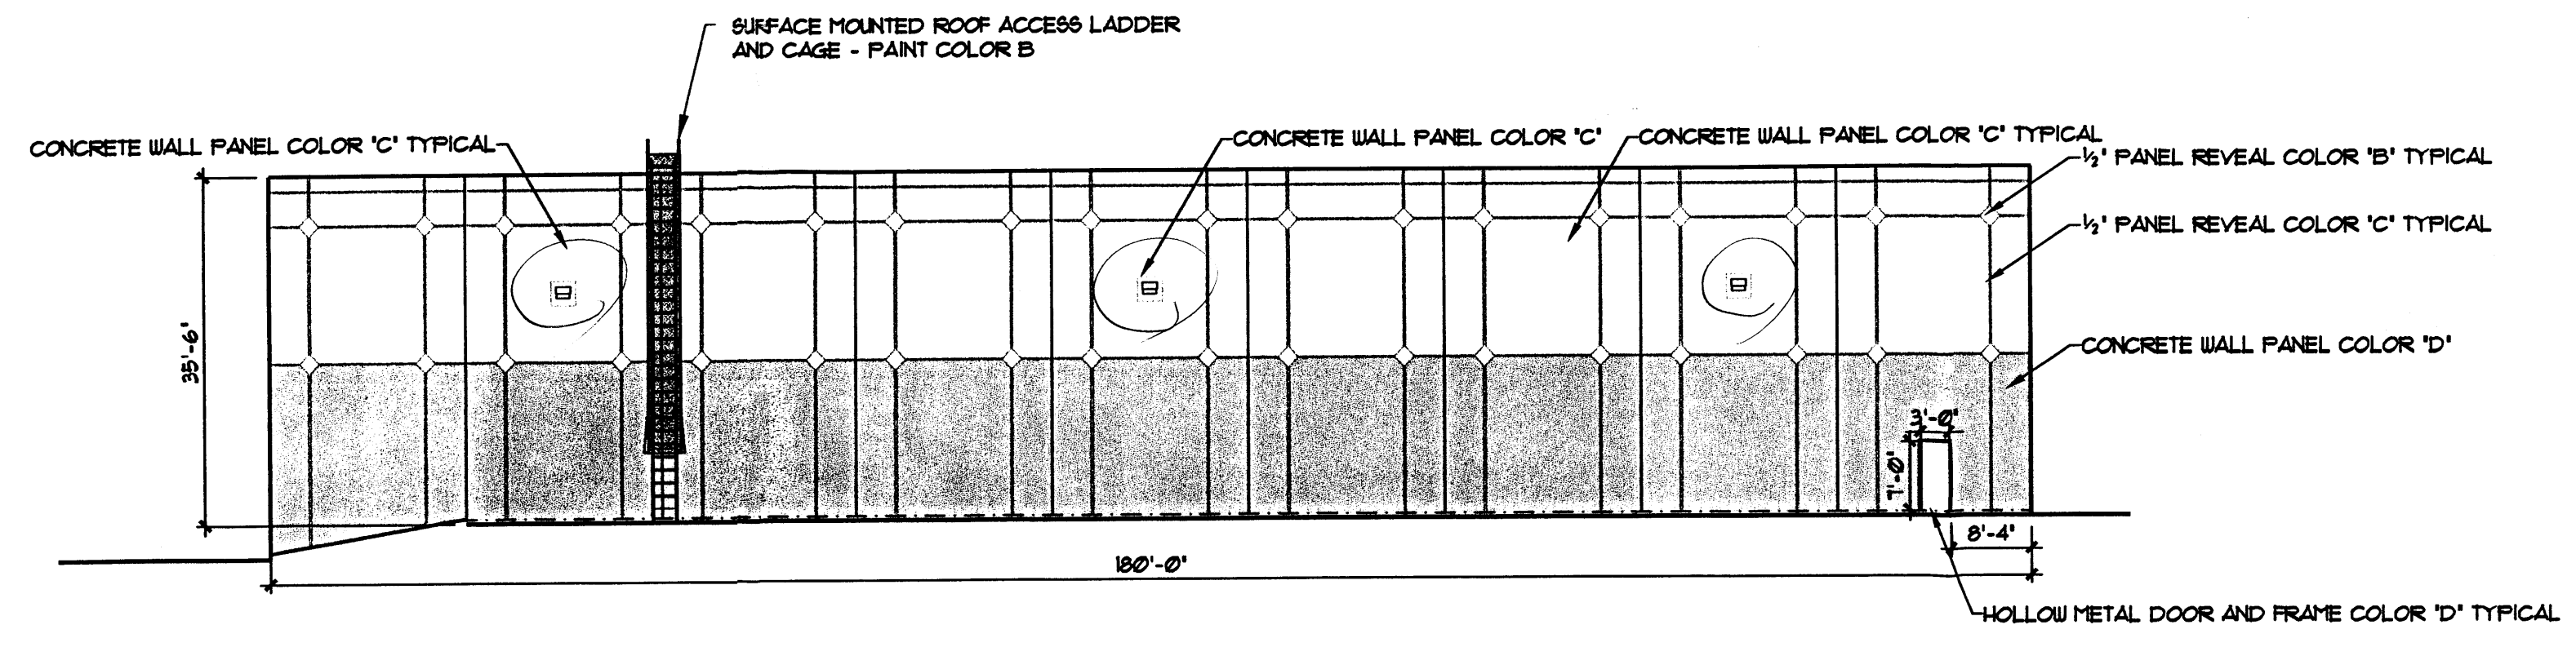 SURFACE MOUNTED ROOF ACCESS LADDER
AND CAGE - PAINT COLOR B
CONCRETE WALL PANEL COLOR "C" TYPICAL
CONCRETE WALL PANEL COLOR "C"
CONCRETE WALL PANEL COLOR "C" TYPICAL
½" PANEL REVEAL COLOR "B" TYPICAL
½" PANEL REVEAL COLOR "C" TYPICAL
35'-6"
CONCRETE WALL PANEL COLOR "D"
3'-0"
7'-0"
8'-4"
180'-0"
HOLLOW METAL DOOR AND FRAME COLOR "D" TYPICAL